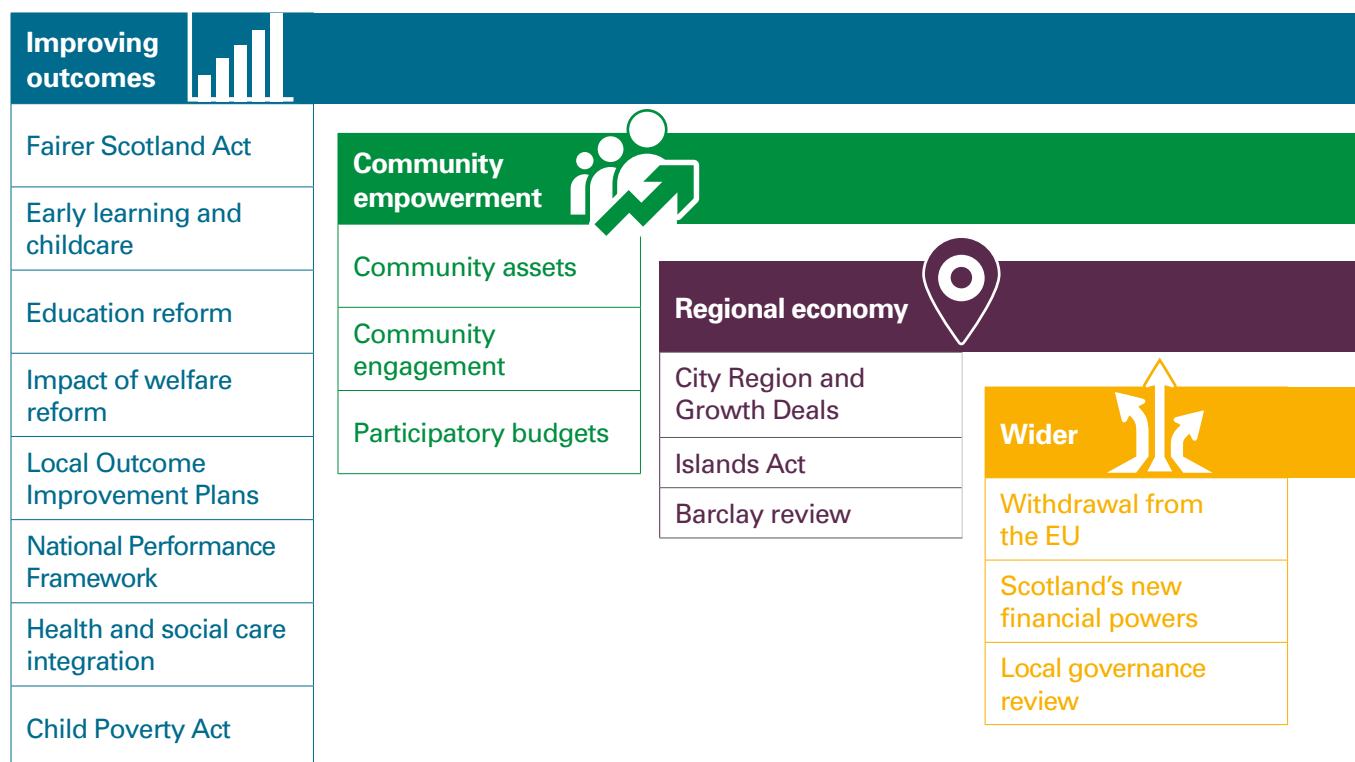 Improving
outcomes
Fairer Scotland Act
Early learning and
childcare
Education reform
Impact of welfare
reform
Local Outcome
Improvement Plans
National Performance
Framework
Health and social care
integration
Child Poverty Act
Community
empowerment
Community assets
Community
engagement
Participatory budgets
Regional economy
City Region and
Growth Deals
Islands Act
Barclay review
Wider
Withdrawal from
the EU
Scotland's new
financial powers
Local governance
review